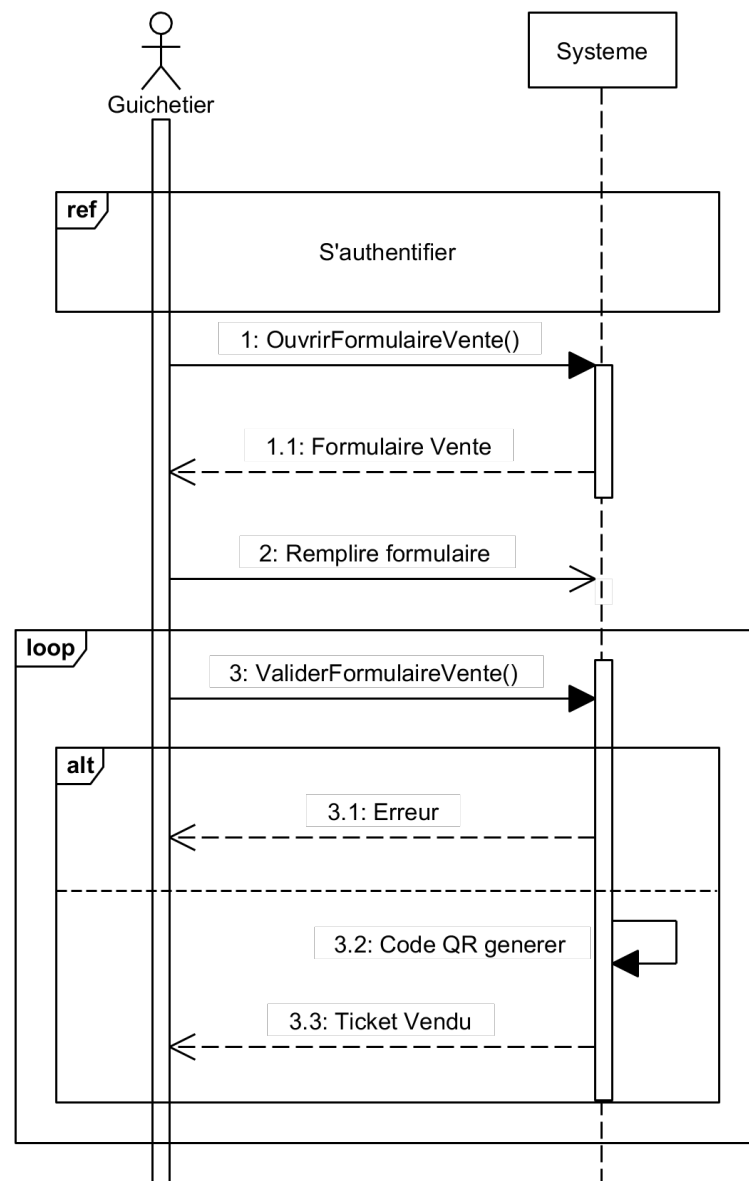 Guichetier
Systeme
ref
S'authentifier
1: OuvrirFormulaireVente()
1.1: Formulaire Vente
2: Remplire formulaire
loop
3: ValiderFormulaireVente()
alt
3.1: Erreur
3.2: Code QR generer
3.3: Ticket Vendu